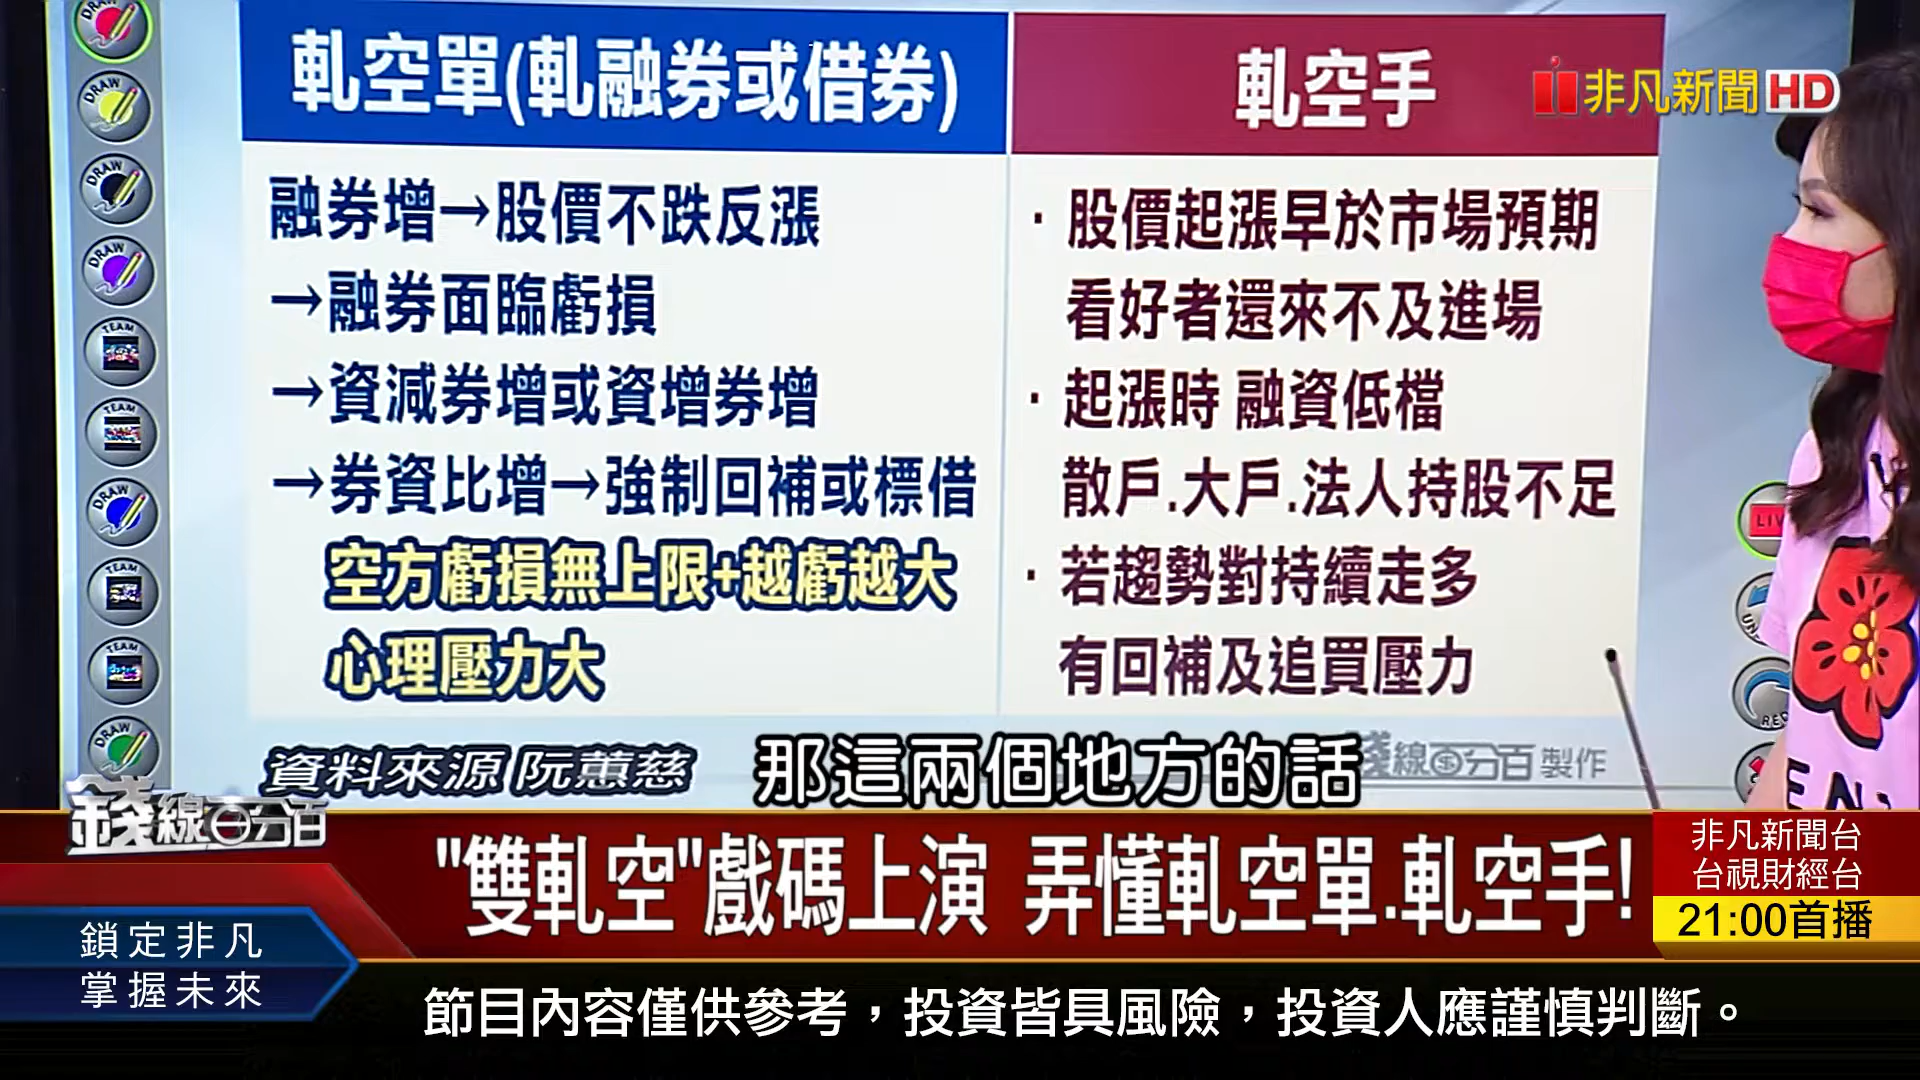 軋空單(軋融券或借券)
融券增→股價不跌反漲
→融券面臨虧損
→資減券增或資增券增
→券資比增→強制回補或標借
空方虧損無上限+越虧越大
心理壓力大
軋空手
·股價起漲早於市場預期
看好者還來不及進場
·起漲時 融資低檔
散戶.大戶.法人持股不足
·若趨勢對持續走多
有回補及追買壓力
非凡新聞HD
DRAW
DRAW
DRAW
DRAW
TEAM
TEAM
DRAW
TEAM
TEAM
DRAW
資料來源 阮蕙慈
錢線百分百 製作
那這兩個地方的話
錢線百分百
"雙軋空"戲碼上演 弄懂軋空單.軋空手!
非凡新聞台
台視財經台
21:00首播
鎖定非凡
掌握未來
節目內容僅供參考，投資皆具風險，投資人應謹慎判斷。